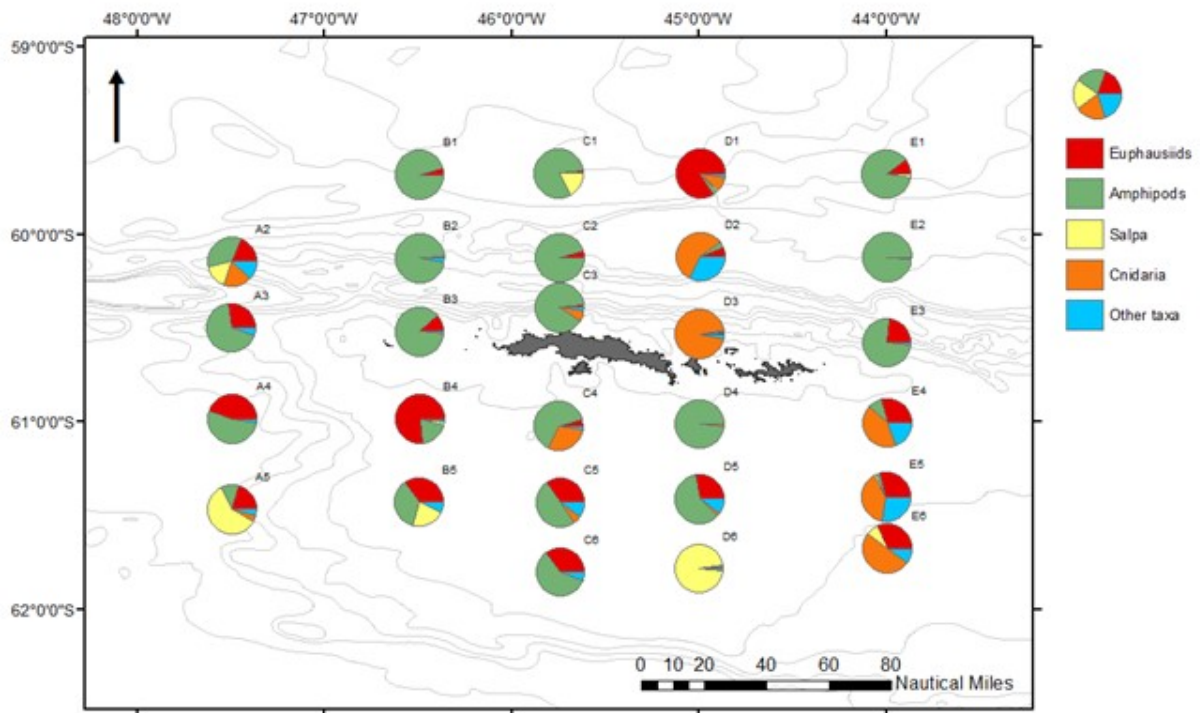 48°0'0"W 47°0'0"W 46°0'0"W 45°0'0"W 44°0'0"W
59°0'0"S
B1 C1 D1 E1
60°0'0"S
A2 B2 C2 D2 E2
A3 B3 C3 D3 E3
61°0'0"S
A4 B4 C4 D4 E4
A5 B5 C5 D5 E5
C6 D6 E6
62°0'0"S
0 10 20 40 60 80
Nautical Miles
Euphausiids
Amphipods
Salpa
Cnidaria
Other taxa